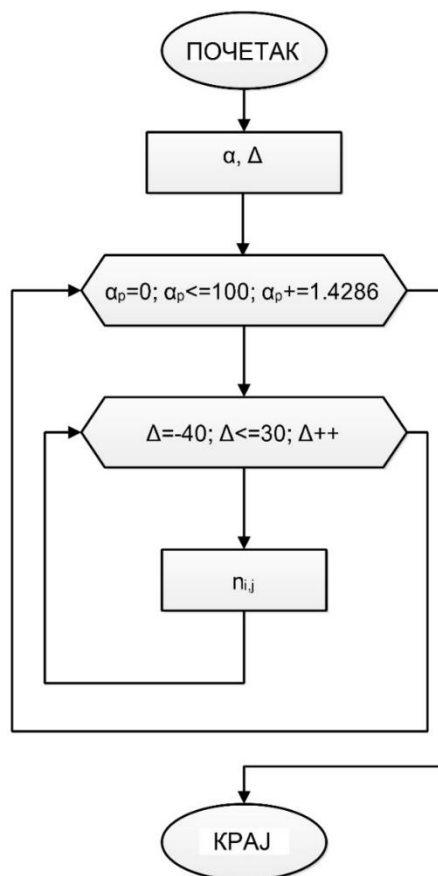 ПОЧЕТАК
α, Δ
αp=0; αp<=100; αp+=1.4286
Δ=-40; Δ<=30; Δ++
ni,j
КРАЈ